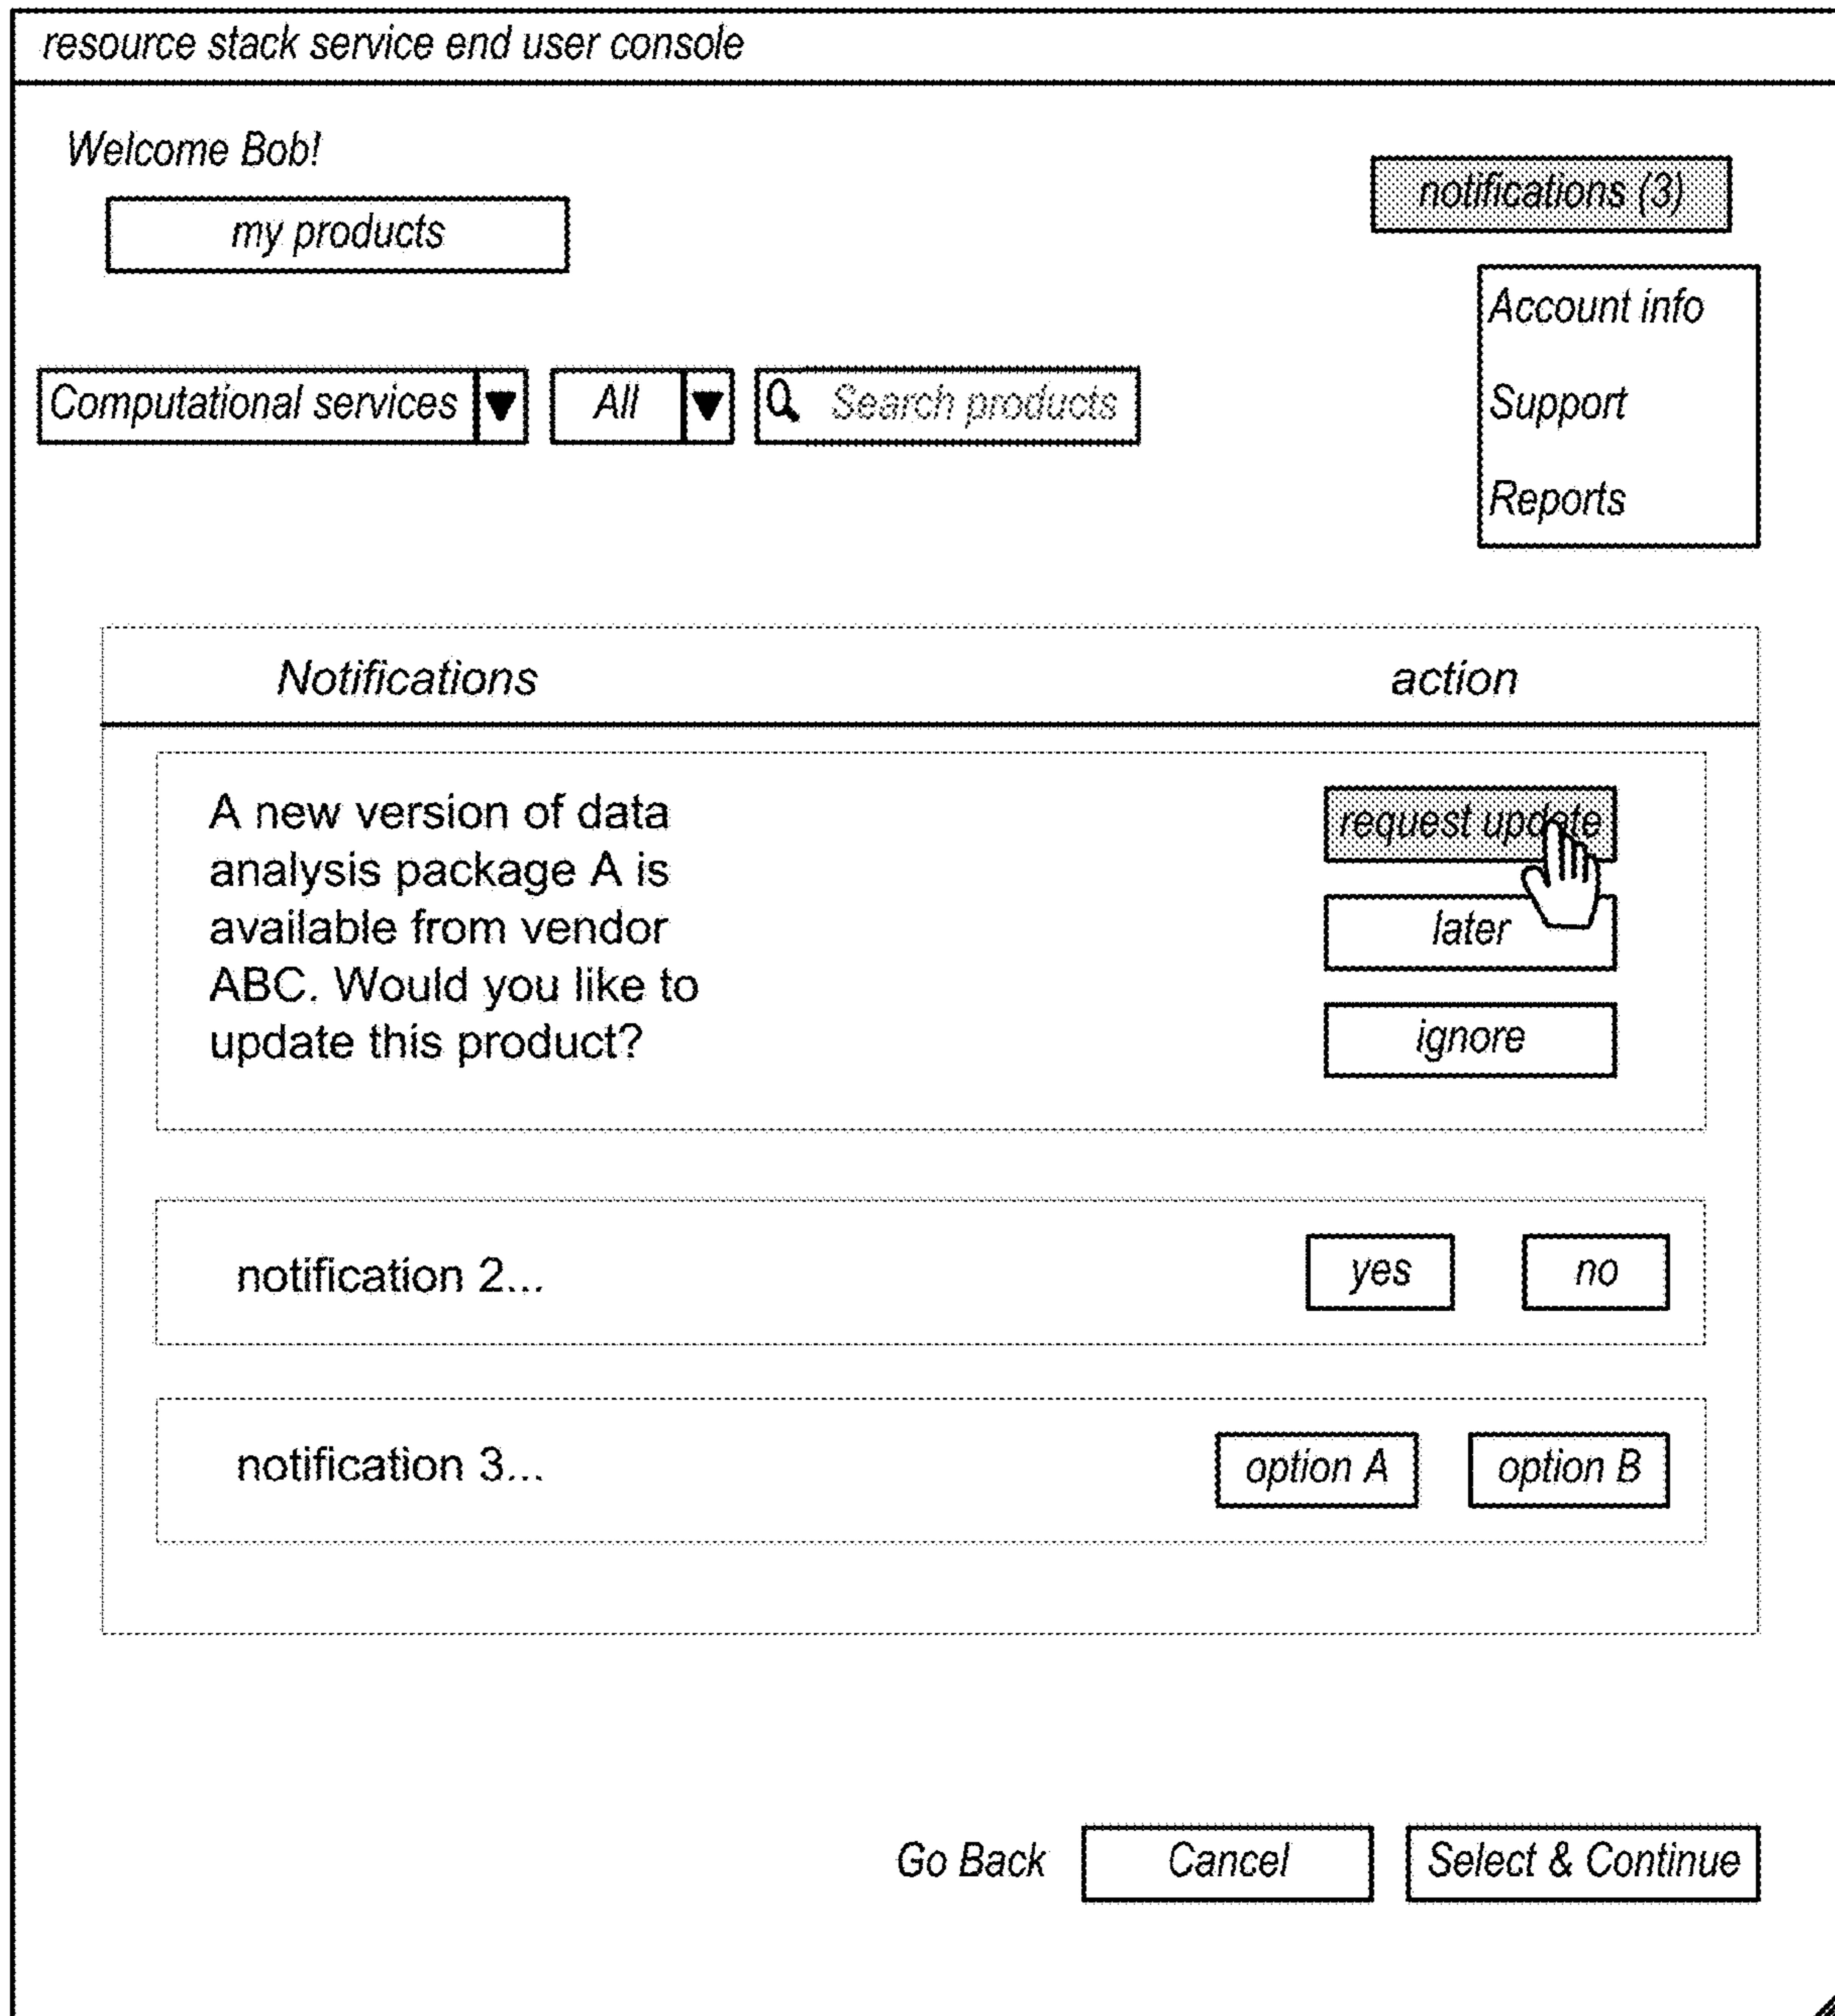 resource stack service end user console
Welcome Bob!
my products
notifications (3)
Account info
Support
Reports
Computational services
All
Search products
Notifications
action
A new version of data
analysis package A is
available from vendor
ABC. Would you like to
update this product?
request update
later
ignore
notification 2...
yes
no
notification 3...
option A
option B
Go Back
Cancel
Select & Continue